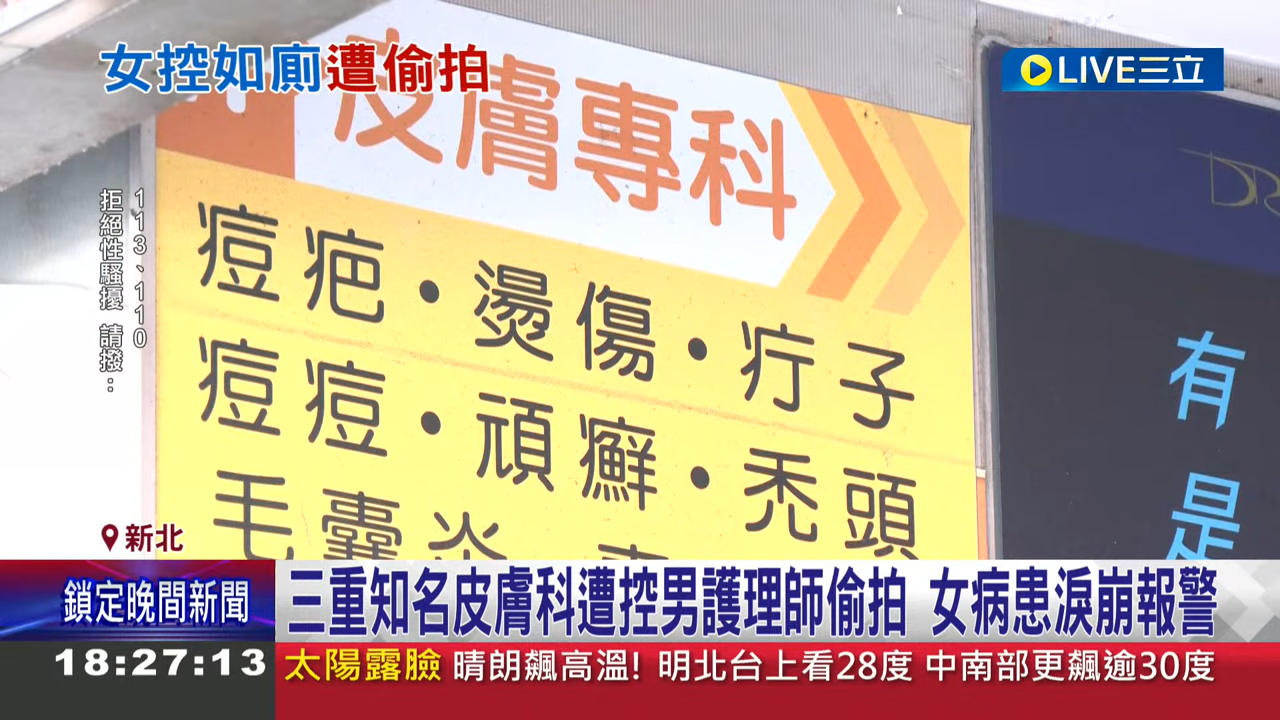 女控如廁遭偷拍
LIVE三立
皮膚專科
痘疤·燙傷·疔子
痘痘·頑癬·禿頭
毛囊炎
有
是
拒絕性騷擾 請撥：
113、110
新北
鎖定晚間新聞
三重知名皮膚科遭控男護理師偷拍 女病患淚崩報警
18:27:13
太陽露臉 晴朗飆高溫! 明北台上看28度 中南部更飆逾30度